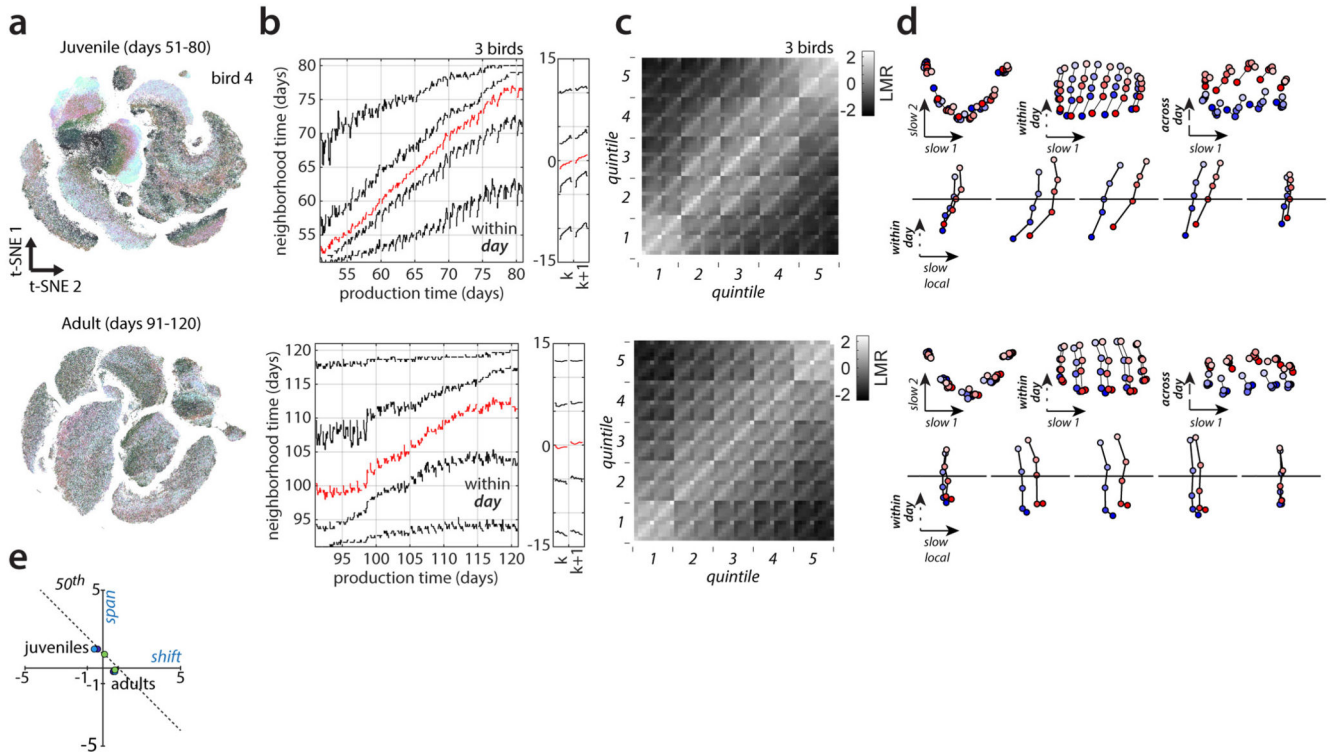 a
Juvenile (days 51-80)
bird 4
t-SNE 1
t-SNE 2
Adult (days 91-120)
b
3 birds
neighborhood time (days)
80
75
70
65
60
55
within
day
55 60 65 70 75 80
production time (days)
15
0
-15
k
k+1
neighborhood time (days)
120
115
110
105
100
95
within
day
95 100 105 110 115 120
production time (days)
15
0
-15
k
k+1
c
3 birds
2
0
-2
LMR
quintile
5
4
3
2
1
1 2 3 4 5
quintile
2
0
-2
LMR
quintile
5
4
3
2
1
1 2 3 4 5
quintile
d
slow 2
slow 1
within
day
slow 1
across
day
slow 1
within
day
slow
local
slow 2
slow 1
within
day
slow 1
across
day
slow 1
within
day
slow
local
e
50th
5
span
juveniles
shift
-5
-1
5
-1
adults
-5